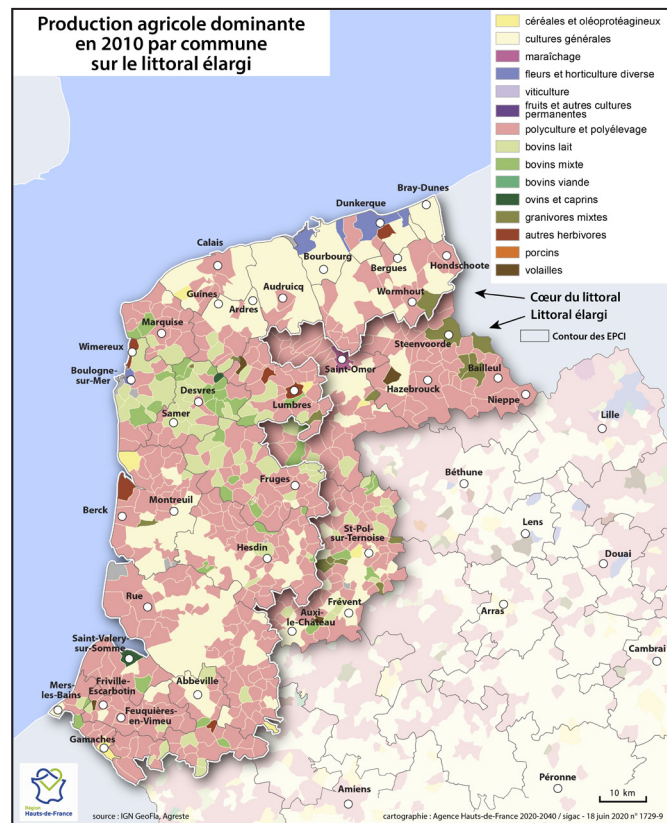 Production agricole dominante
en 2010 par commune
sur le littoral élargi
céréales et oléoprotéagineux
cultures générales
maraîchage
fleurs et horticulture diverse
viticulture
fruits et autres cultures
permanentes
polyculture et polyélevage
bovins lait
bovins mixte
bovins viande
ovins et caprins
granivores mixtes
autres herbivores
porcins
volailles
Cœur du littoral
Littoral élargi
Contour des EPCI
Bray-Dunes
Dunkerque
Calais
Bourbourg
Bergues
Hondschoote
Guînes
Audruicq
Ardres
Wormhout
Marquise
Wimereux
Steenvoorde
Saint-Omer
Boulogne-
sur-Mer
Bailleul
Desvres
Hazebrouck
Lumbres
Nieppe
Samer
Lille
Béthune
Fruges
Berck
Montreuil
St-Pol-
sur-Ternoise
Lens
Hesdin
Douai
Rue
Auxi-
le-Château
Frévent
Arras
Saint-Valery-
sur-Somme
Cambrai
Mers-
les-Bains
Friville-
Escarbotin
Abbeville
Feuquières-
en-Vimeu
Gamaches
Péronne
Amiens
10 km
Région
Hauts-de-France
source : IGN GeoFla, Agreste
cartographie : Agence Hauts-de-France 2020-2040 / sigac - 18 juin 2020 n° 1729-9